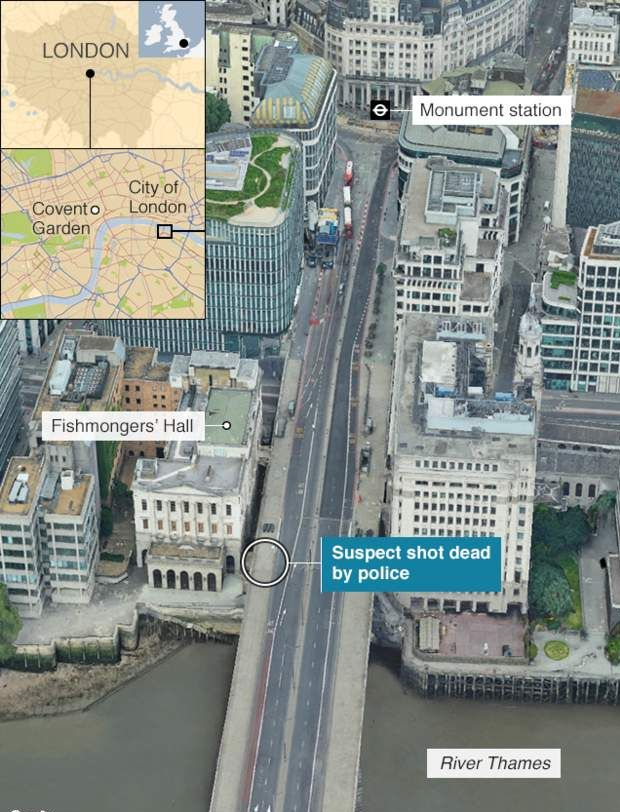 LONDON
Monument station
City of
London
Covent
Garden
Fishmongers' Hall
Suspect shot dead
by police
River Thames